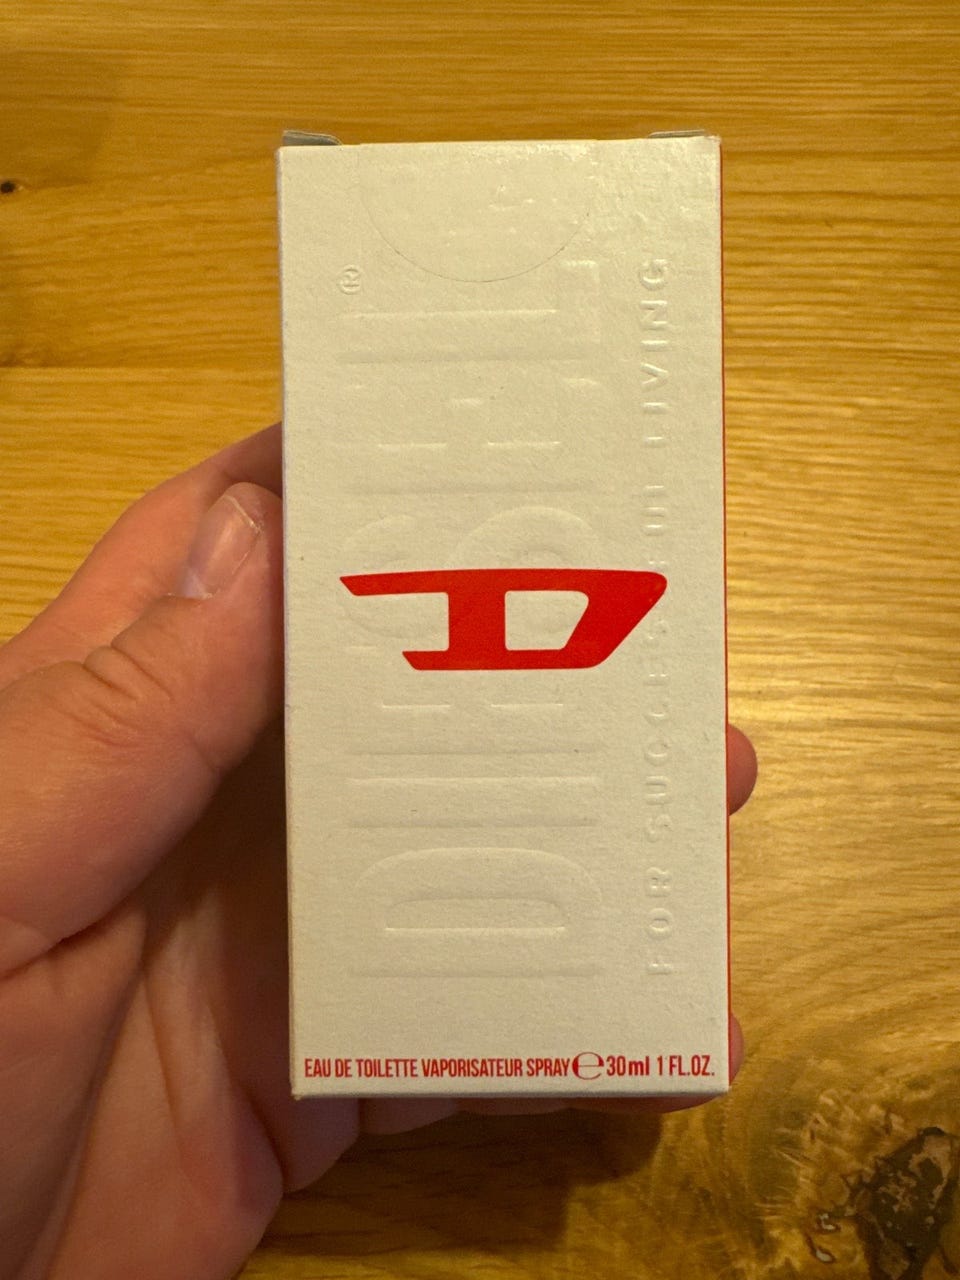 DIESEL®
FOR SUCCESSFUL LIVING
D
EAU DE TOILETTE VAPORISATEUR SPRAY ℮ 30ml 1 FL.OZ.